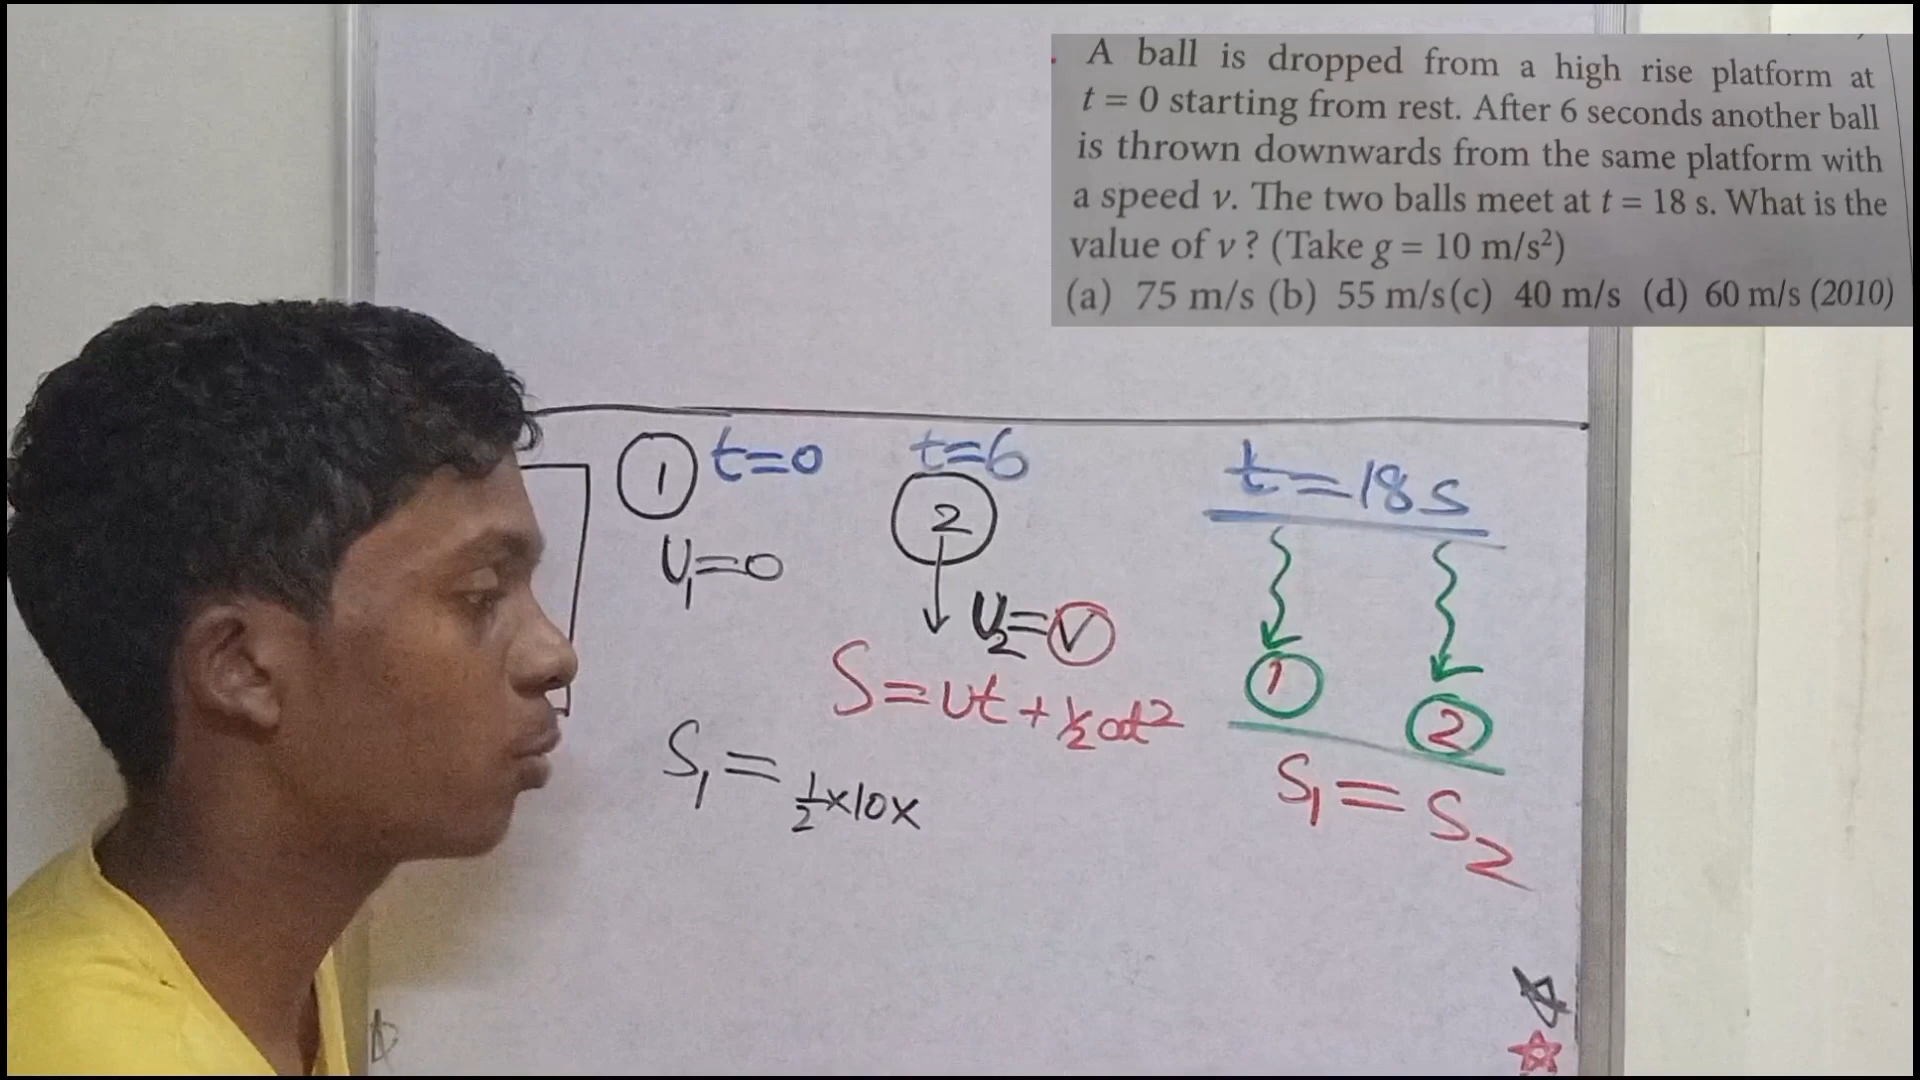 A ball is dropped from a high rise platform at
t = 0 starting from rest. After 6 seconds another ball
is thrown downwards from the same platform with
a speed v. The two balls meet at t = 18 s. What is the
value of v ? (Take g = 10 m/s²)
(a) 75 m/s (b) 55 m/s(c) 40 m/s (d) 60 m/s (2010)
1 t=0 t=6 t=18s
2
U₁=0
U₂=V
S=ut+½at² 1 2
S₁= ½x10x
S₁=S₂